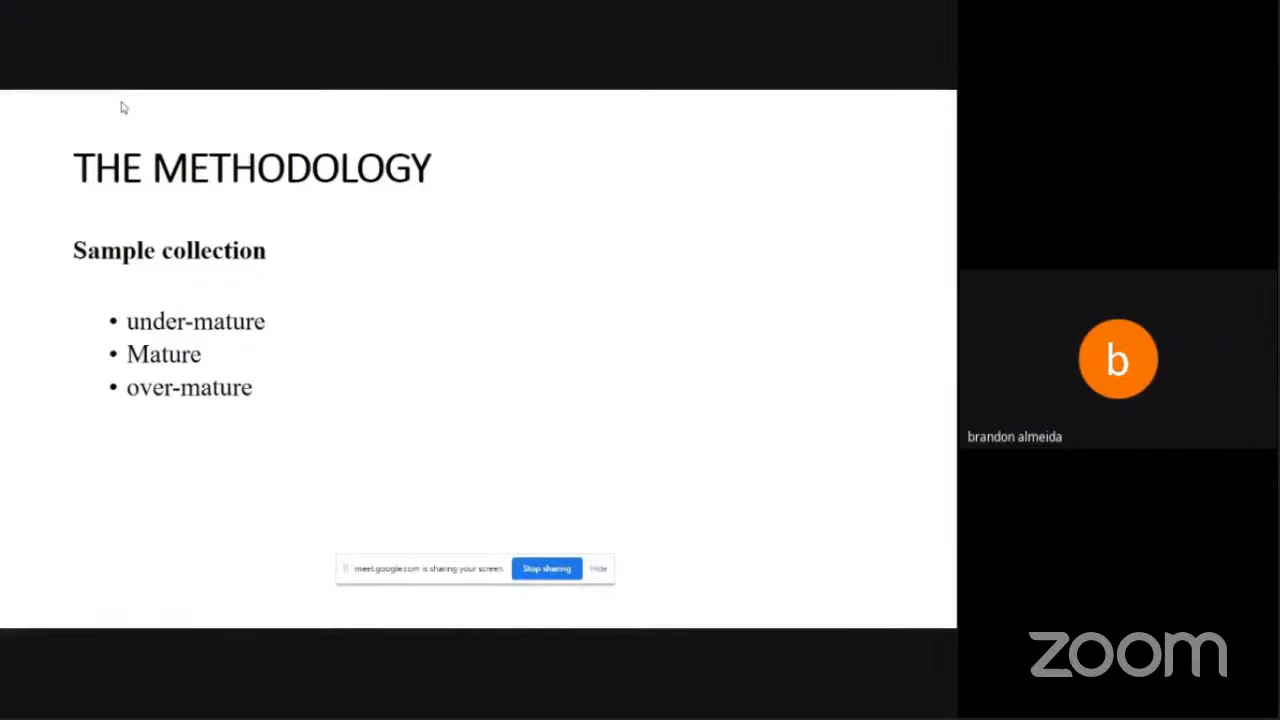 THE METHODOLOGY
Sample collection
• under-mature
• Mature
• over-mature
meet.google.com is sharing your screen. Stop sharing Hide
b
brandon almeida
zoom